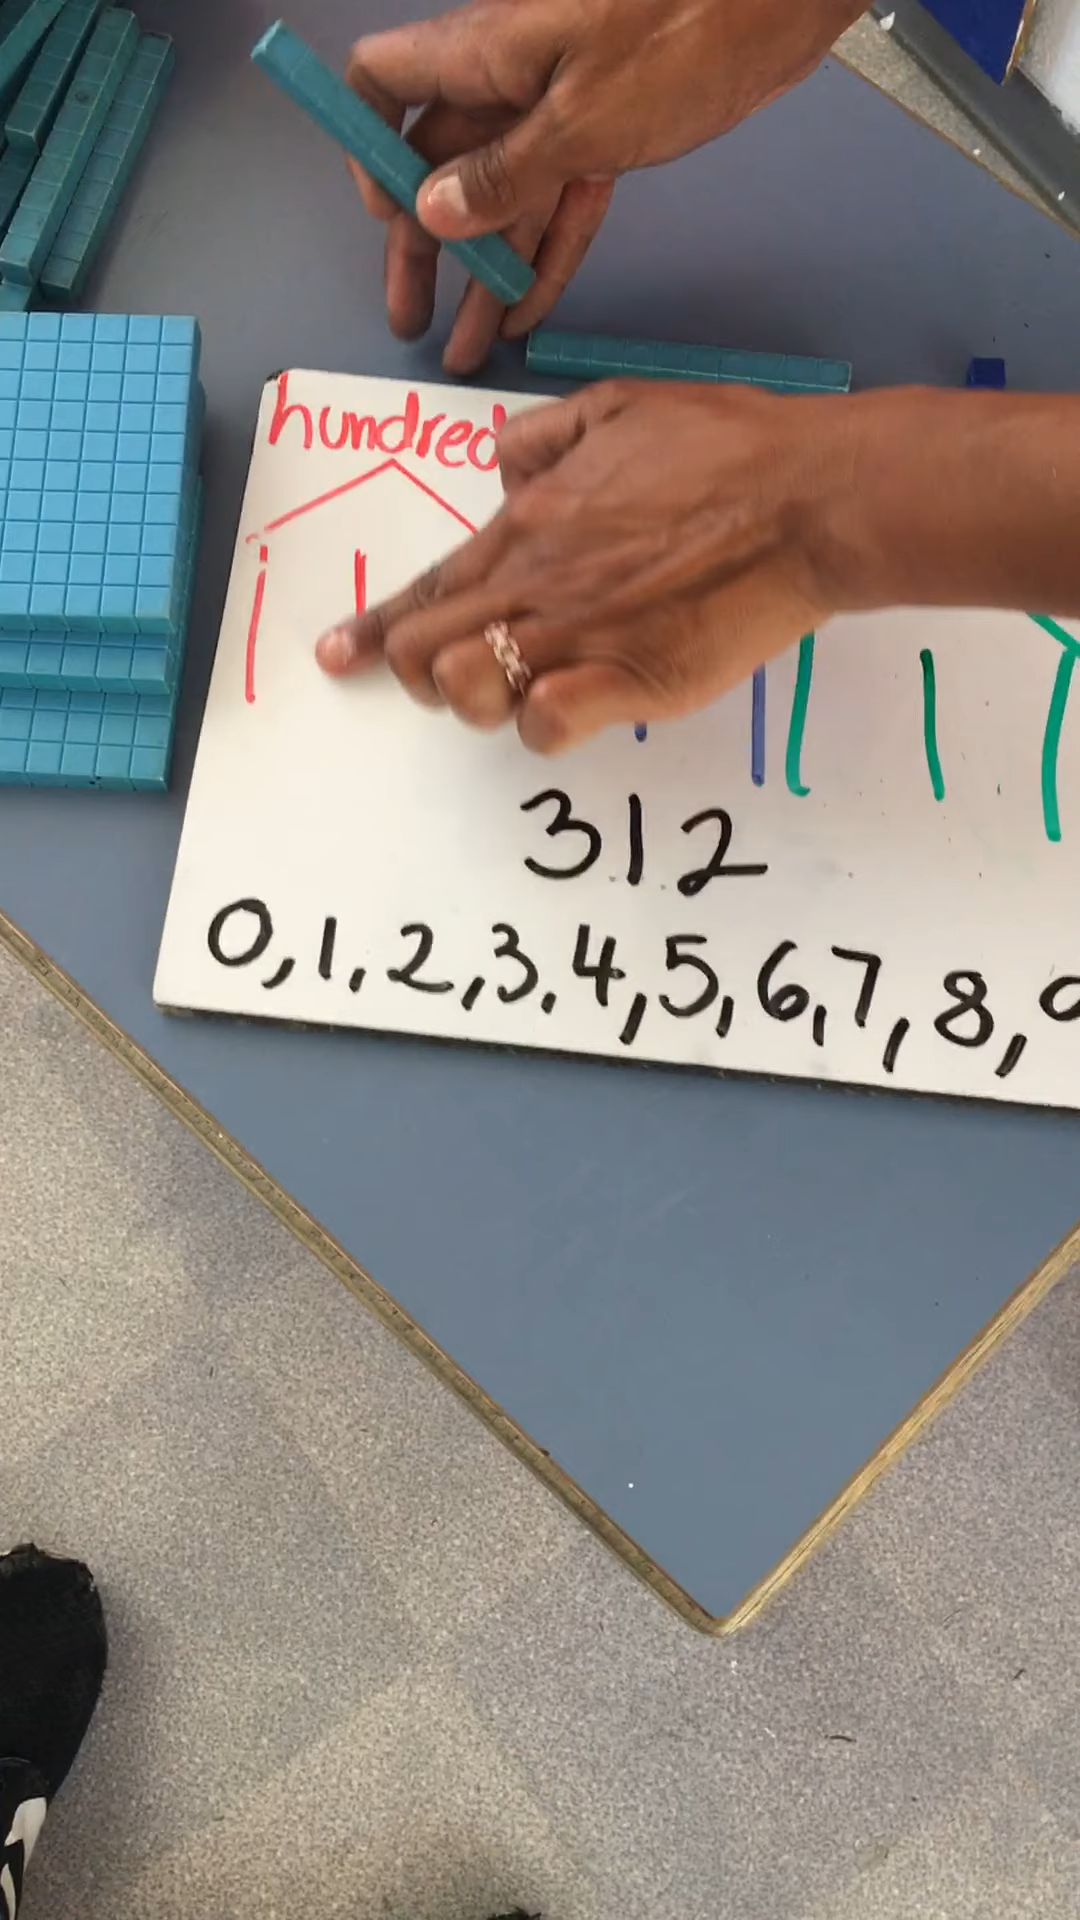 hundred
312
0, 1, 2, 3, 4, 5, 6, 7, 8,